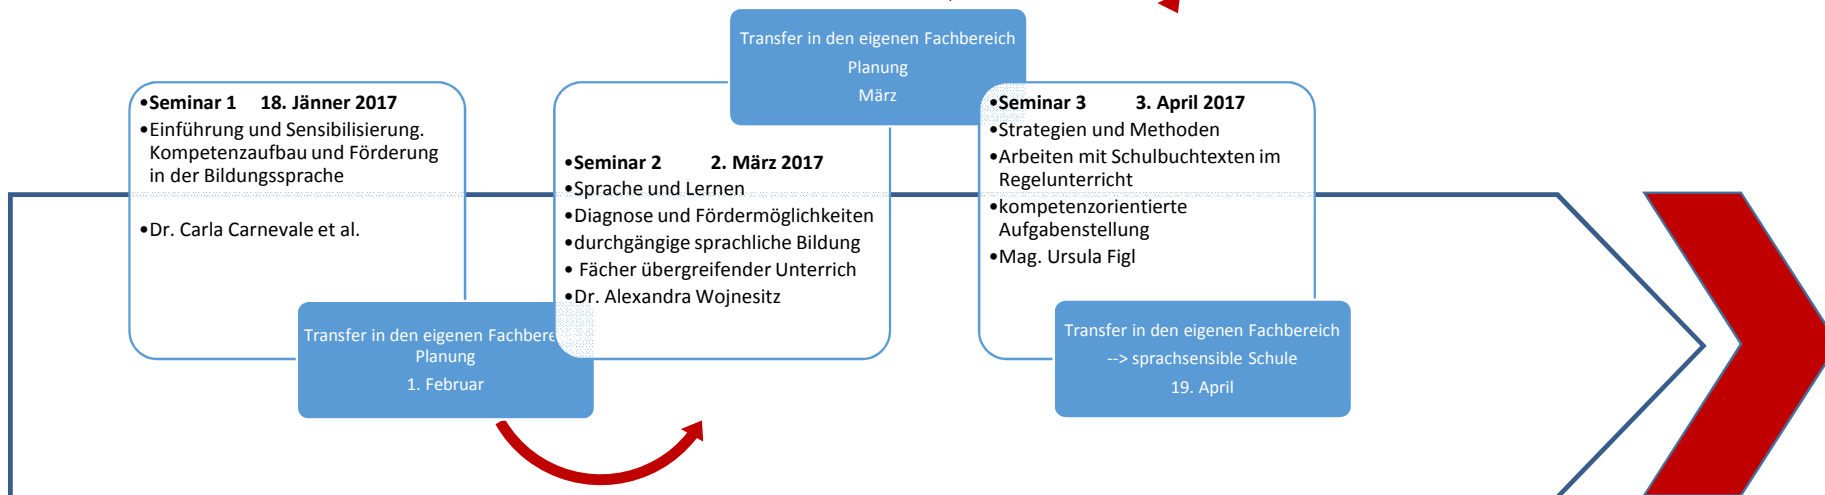 •Seminar 1 18. Jänner 2017
•Einführung und Sensibilisierung.
Kompetenzaufbau und Förderung
in der Bildungssprache
•Dr. Carla Carnevale et al.
Transfer in den eigenen Fachbere
Planung
1. Februar
•Seminar 2 2. März 2017
•Sprache und Lernen
•Diagnose und Fördermöglichkeiten
•durchgängige sprachliche Bildung
• Fächer übergreifender Unterrich
•Dr. Alexandra Wojnesitz
Transfer in den eigenen Fachbereich
Planung
März
•Seminar 3 3. April 2017
•Strategien und Methoden
•Arbeiten mit Schulbuchtexten im
Regelunterricht
•kompetenzorientierte
Aufgabenstellung
•Mag. Ursula Figl
Transfer in den eigenen Fachbereich
--> sprachsensible Schule
19. April